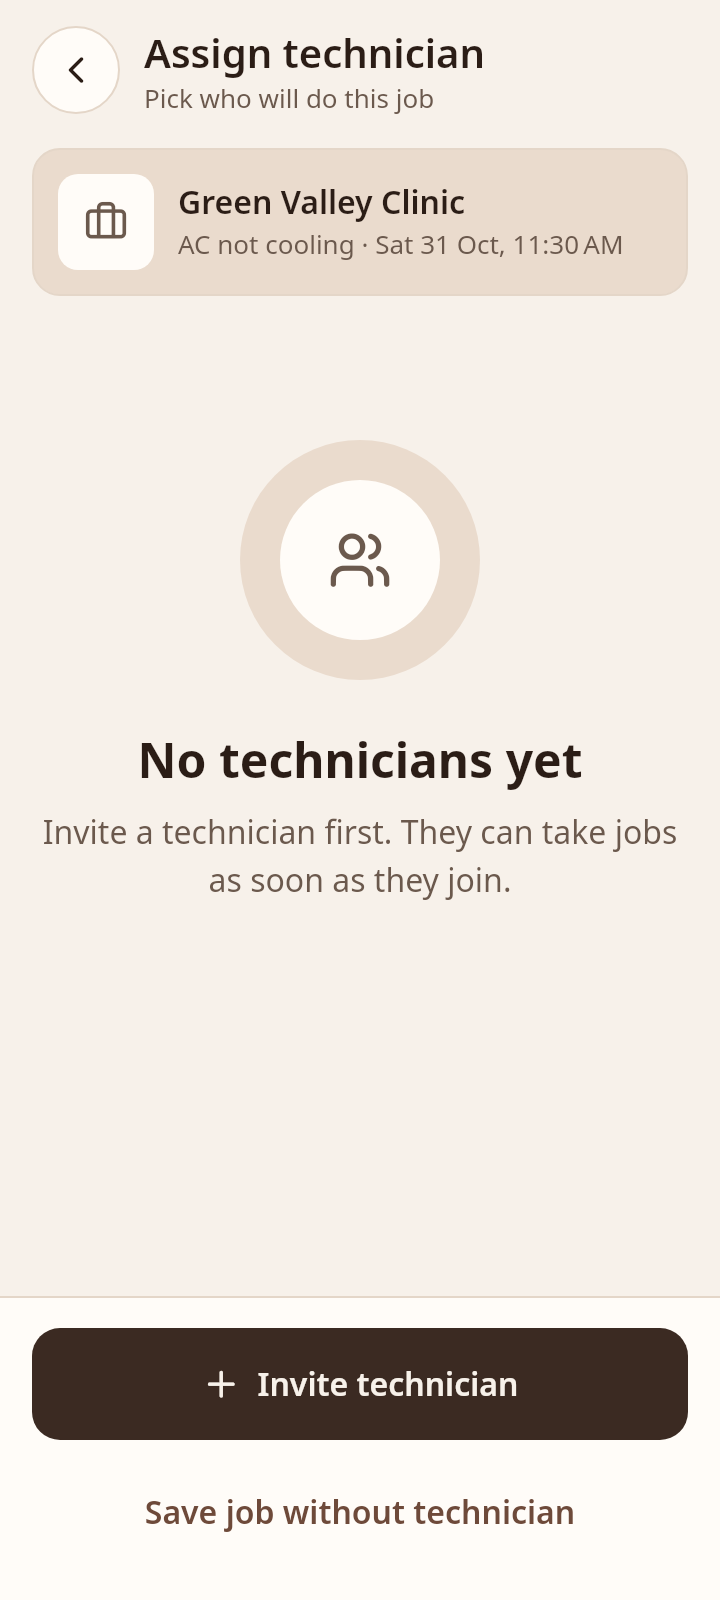 Assign technician
Pick who will do this job
Green Valley Clinic
AC not cooling · Sat 31 Oct, 11:30 AM
No technicians yet
Invite a technician first. They can take jobs
as soon as they join.
Invite technician
Save job without technician